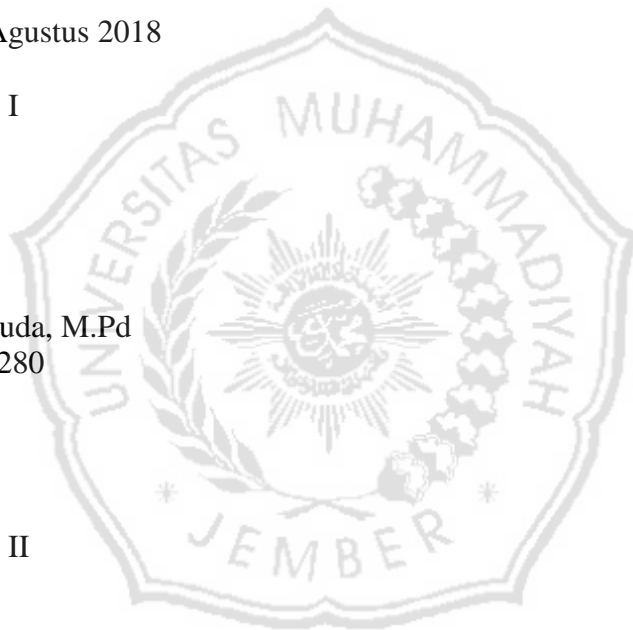 Agustus 2018
I
uda, M.Pd
280
II
UNIVERSITAS MUHAMMADIYAH
JEMBER